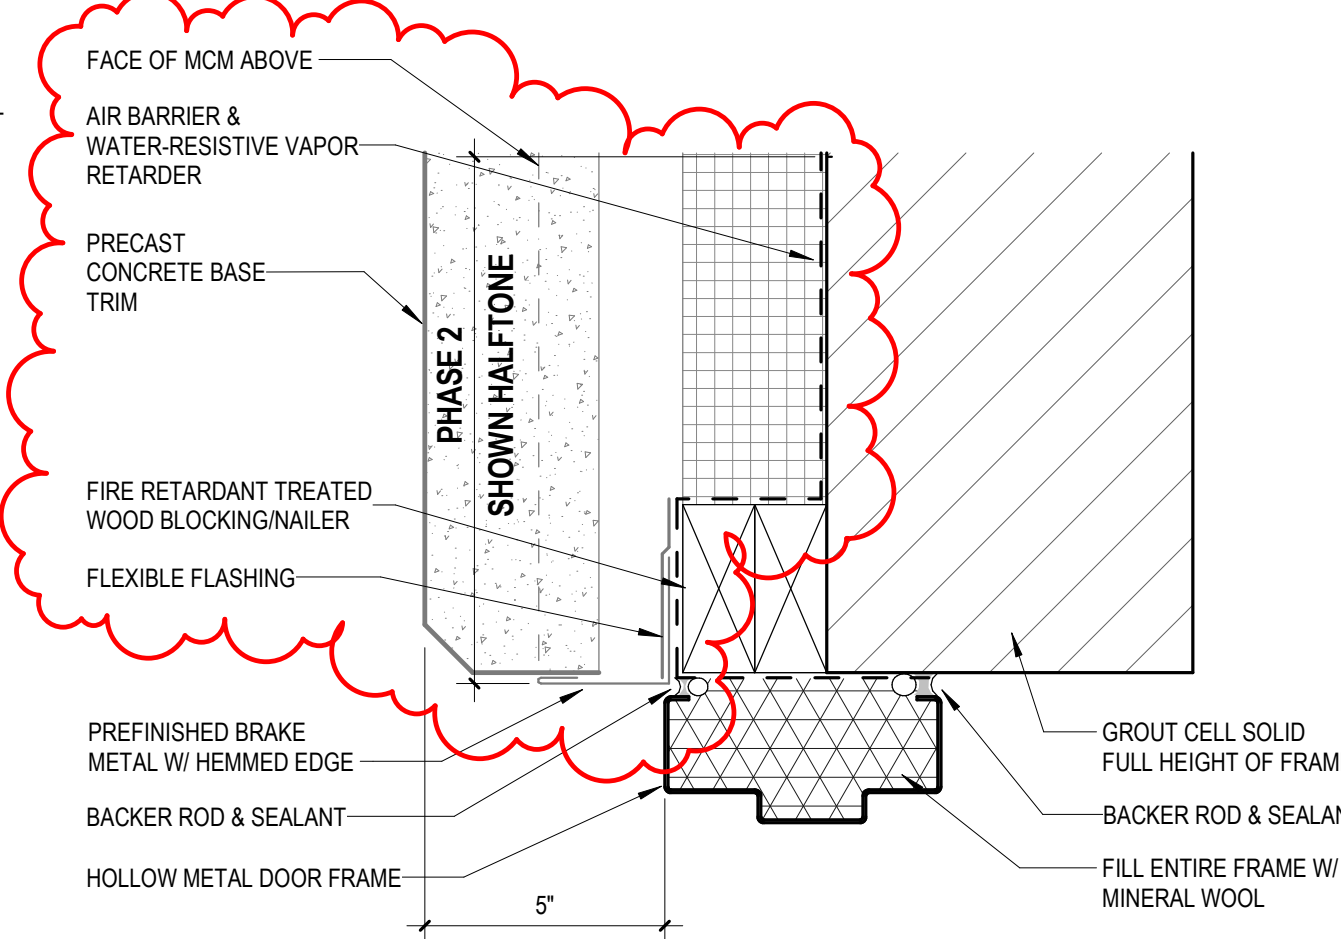 FACE OF MCM ABOVE
AIR BARRIER &
WATER-RESISTIVE VAPOR
RETARDER
PRECAST
CONCRETE BASE
TRIM
PHASE 2
SHOWN HALFTONE
FIRE RETARDANT TREATED
WOOD BLOCKING/NAILER
FLEXIBLE FLASHING
PREFINISHED BRAKE
METAL W/ HEMMED EDGE
BACKER ROD & SEALANT
HOLLOW METAL DOOR FRAME
5"
GROUT CELL SOLID
FULL HEIGHT OF FRAM
BACKER ROD & SEALAN
FILL ENTIRE FRAME W/
MINERAL WOOL